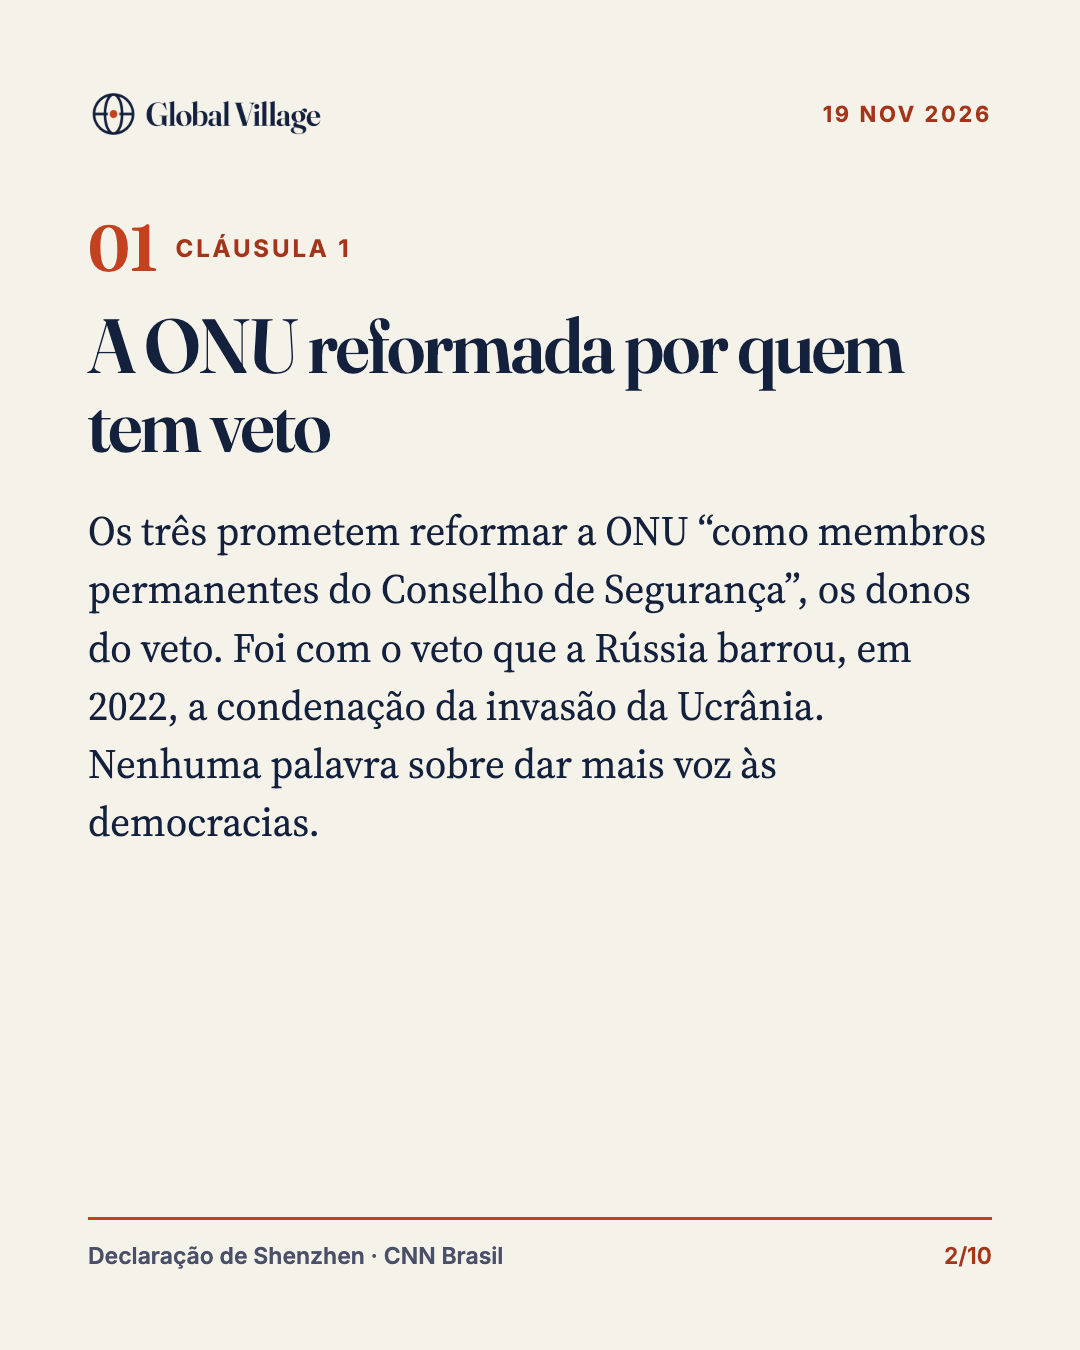 Global Village
19 NOV 2026
01 CLÁUSULA 1
A ONU reformada por quem
tem veto
Os três prometem reformar a ONU “como membros
permanentes do Conselho de Segurança”, os donos
do veto. Foi com o veto que a Rússia barrou, em
2022, a condenação da invasão da Ucrânia.
Nenhuma palavra sobre dar mais voz às
democracias.
Declaração de Shenzhen · CNN Brasil
2/10